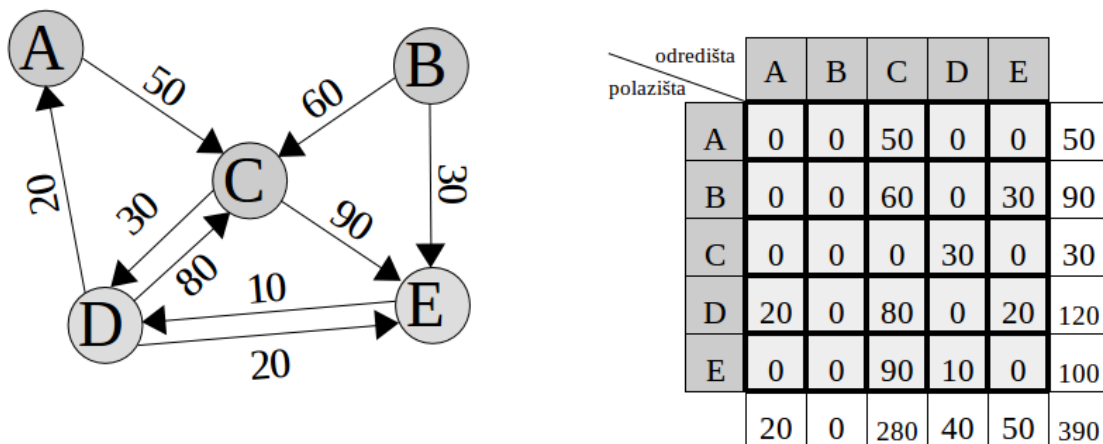 A
B
50
60
C
20
30
80
90
30
D
10
E
20
odredišta
polazišta
A B C D E
A 0 0 50 0 0 50
B 0 0 60 0 30 90
C 0 0 0 30 0 30
D 20 0 80 0 20 120
E 0 0 90 10 0 100
20 0 280 40 50 390